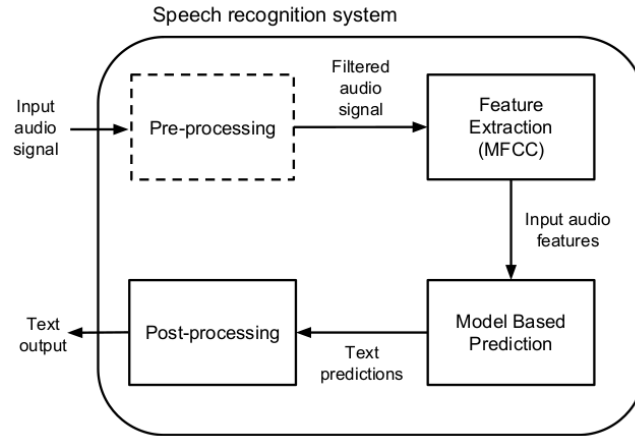 Speech recognition system
Input
audio
signal
Pre-processing
Filtered
audio
signal
Feature
Extraction
(MFCC)
Input audio
features
Model Based
Prediction
Text
predictions
Post-processing
Text
output